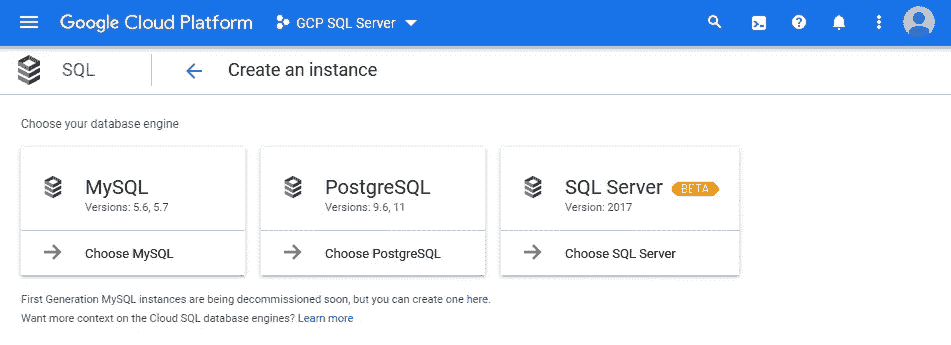 Google Cloud Platform GCP SQL Server
SQL Create an instance
Choose your database engine
MySQL
Versions: 5.6, 5.7
Choose MySQL
PostgreSQL
Versions: 9.6, 11
Choose PostgreSQL
SQL Server BETA
Version: 2017
Choose SQL Server
First Generation MySQL instances are being decommissioned soon, but you can create one here.
Want more context on the Cloud SQL database engines? Learn more